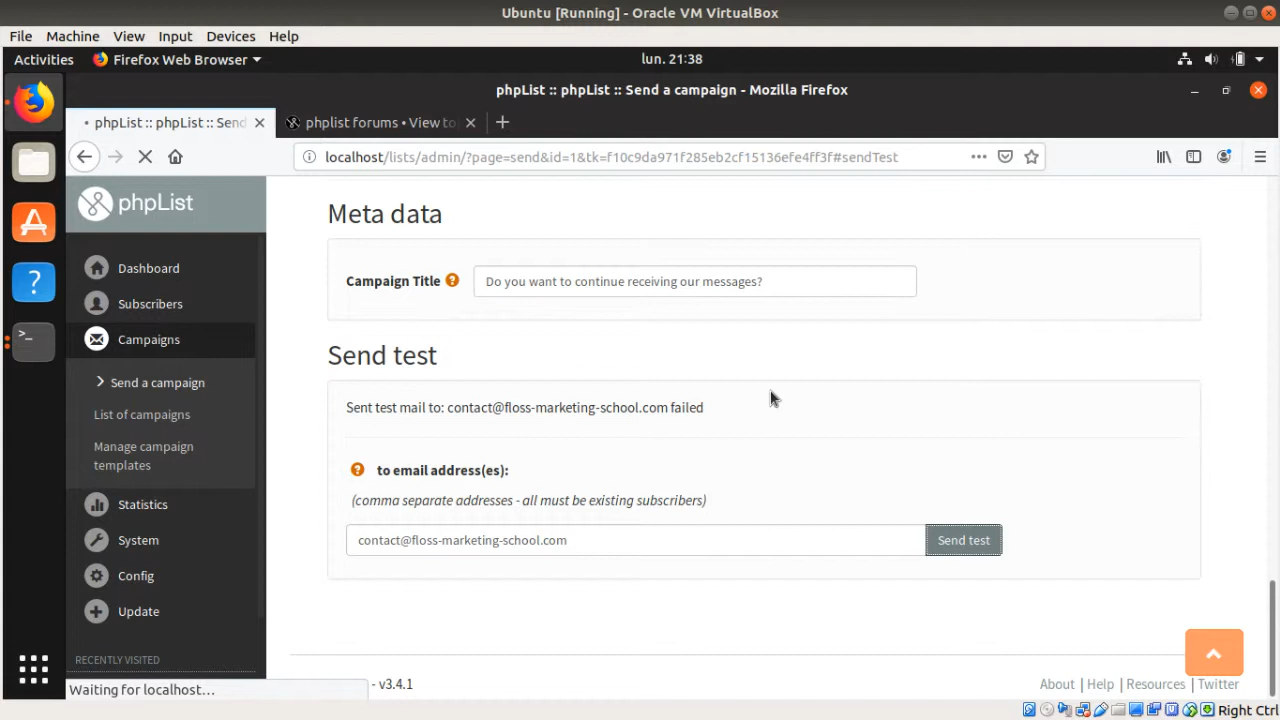 Ubuntu [Running] - Oracle VM VirtualBox
File Machine View Input Devices Help
Activities Firefox Web Browser lun. 21:38
phpList :: phpList :: Send a campaign - Mozilla Firefox
phpList :: phpList :: Send phplist forums • View to
localhost/lists/admin/?page=send&id=1&tk=f10c9da971f285eb2cf15136efe4ff3f#sendTest
phpList
Dashboard
Subscribers
Campaigns
Send a campaign
List of campaigns
Manage campaign
templates
Statistics
System
Config
Update
RECENTLY VISITED
Waiting for localhost...
Meta data
Campaign Title ? Do you want to continue receiving our messages?
Send test
Sent test mail to: contact@floss-marketing-school.com failed
? to email address(es):
(comma separate addresses - all must be existing subscribers)
contact@floss-marketing-school.com Send test
- v3.4.1
About | Help | Resources | Twitter
Right Ctrl